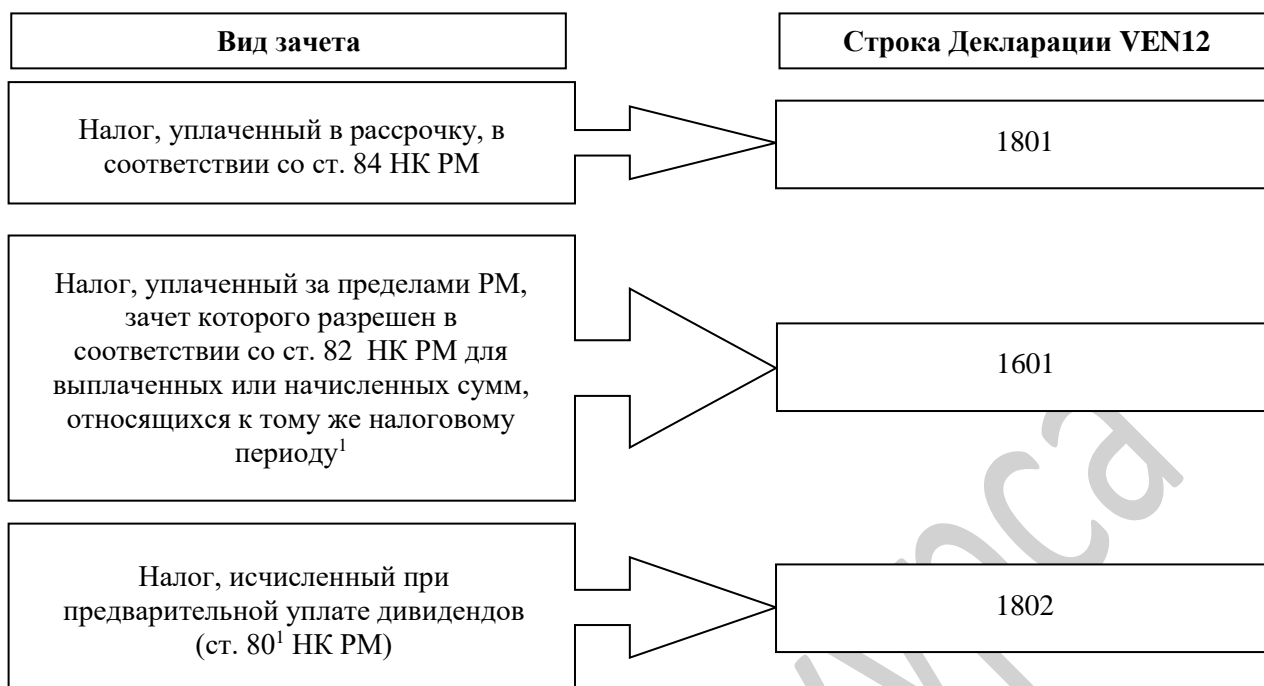 Вид зачета
Строка Декларации VEN12
Налог, уплаченный в рассрочку, в
соответствии со ст. 84 НК РМ
1801
Налог, уплаченный за пределами РМ,
зачет которого разрешен в
соответствии со ст. 82 НК РМ для
выплаченных или начисленных сумм,
относящихся к тому же налоговому
периоду¹
1601
Налог, исчисленный при
предварительной уплате дивидендов
(ст. 80¹ НК РМ)
1802